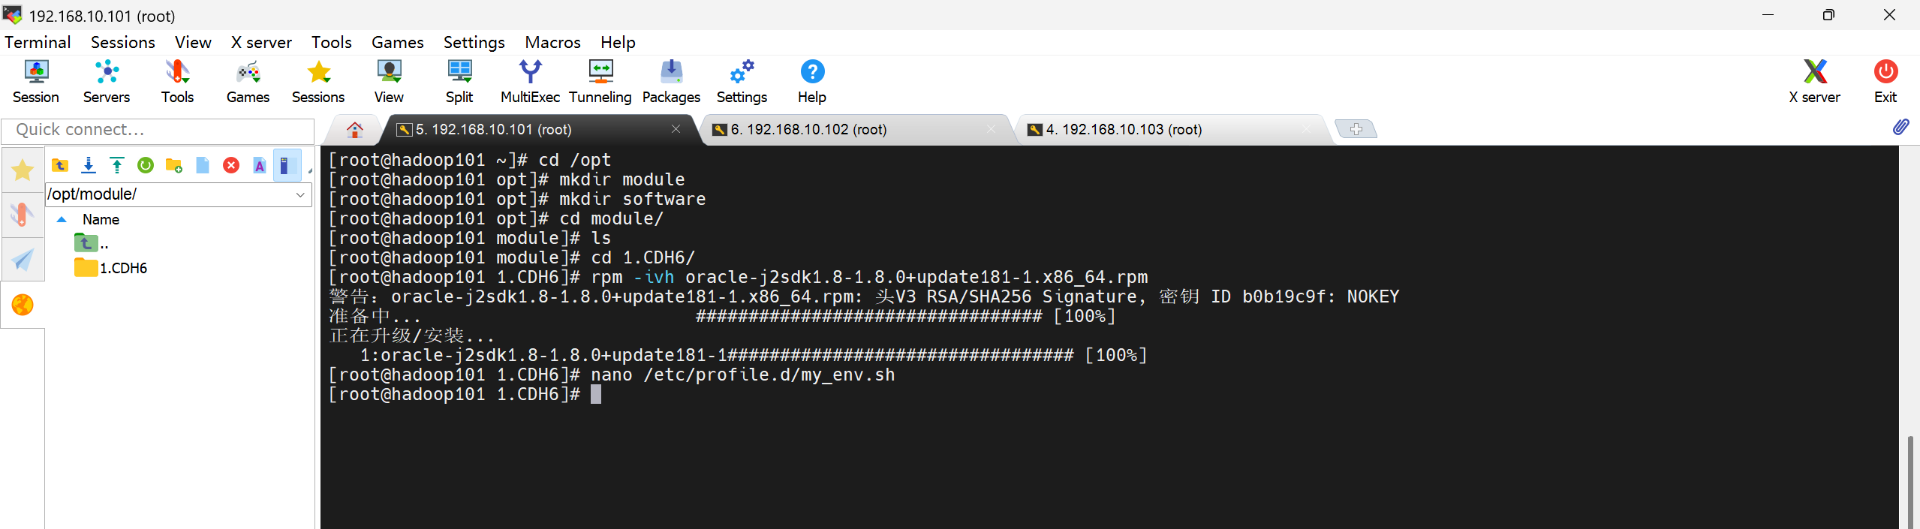 192.168.10.101 (root)
Terminal Sessions View X server Tools Games Settings Macros Help
Session Servers Tools Games Sessions View Split MultiExec Tunneling Packages Settings Help X server Exit
Quick connect...
5. 192.168.10.101 (root)
6. 192.168.10.102 (root)
4. 192.168.10.103 (root)
/opt/module/
Name
..
1.CDH6
[root@hadoop101 ~]# cd /opt
[root@hadoop101 opt]# mkdir module
[root@hadoop101 opt]# mkdir software
[root@hadoop101 opt]# cd module/
[root@hadoop101 module]# ls
[root@hadoop101 module]# cd 1.CDH6/
[root@hadoop101 1.CDH6]# rpm -ivh oracle-j2sdk1.8-1.8.0+update181-1.x86_64.rpm
警告: oracle-j2sdk1.8-1.8.0+update181-1.x86_64.rpm: 头V3 RSA/SHA256 Signature, 密钥 ID b0b19c9f: NOKEY
准备中... ################################# [100%]
正在升级/安装...
1:oracle-j2sdk1.8-1.8.0+update181-1################################# [100%]
[root@hadoop101 1.CDH6]# nano /etc/profile.d/my_env.sh
[root@hadoop101 1.CDH6]#